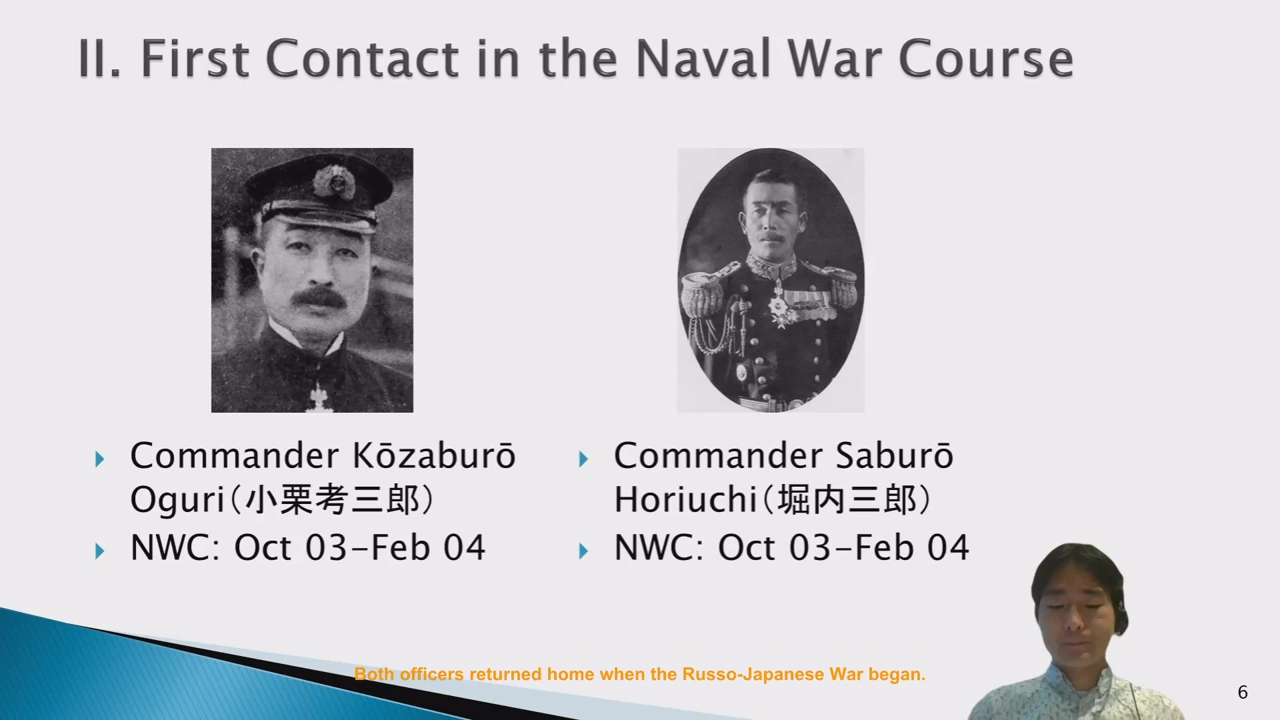 II. First Contact in the Naval War Course
Commander Kōzaburō
Oguri（小栗考三郎）
NWC: Oct 03–Feb 04
Commander Saburō
Horiuchi（堀内三郎）
NWC: Oct 03–Feb 04
Both officers returned home when the Russo-Japanese War began.
6